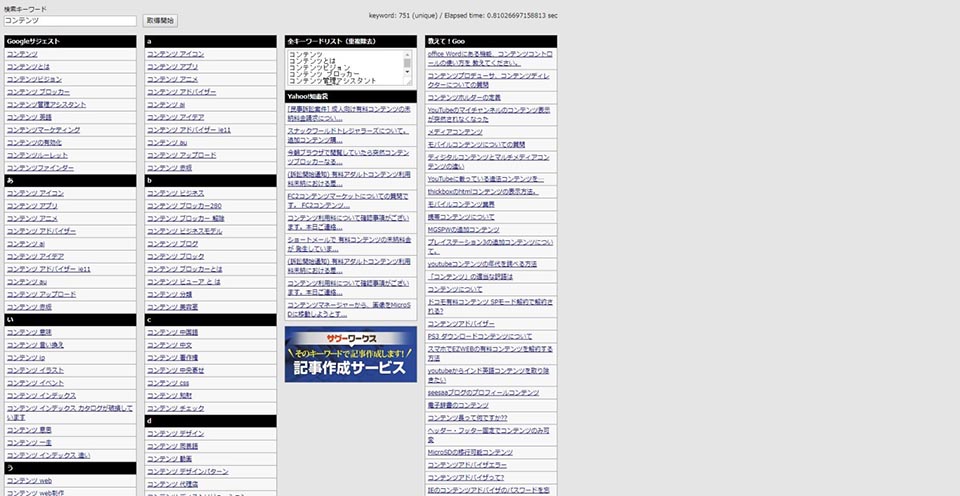 検索キーワード
コンテンツ
取得開始
keyword: 751 (unique) / Elapsed time: 0.81026697158813 sec
Googleサジェスト
コンテンツ
コンテンツとは
コンテンツビジョン
コンテンツ ブロッカー
コンテンツ管理アシスタント
コンテンツ 英語
コンテンツマーケティング
コンテンツの有効化
コンテンツルーレット
コンテンツファインダー
あ
コンテンツ アイコン
コンテンツ アプリ
コンテンツ アニメ
コンテンツ アドバイザー
コンテンツ ai
コンテンツ アイデア
コンテンツ アドバイザー ie11
コンテンツ au
コンテンツ アップロード
コンテンツ 赤坂
い
コンテンツ 意味
コンテンツ 言い換え
コンテンツ ip
コンテンツ イラスト
コンテンツ イベント
コンテンツ インデックス
コンテンツ インデックス カタログが破損して
います
コンテンツ 意思
コンテンツ 一生
コンテンツ インデックス 遅い
う
コンテンツ web
コンテンツ web制作
a
コンテンツ アイコン
コンテンツ アプリ
コンテンツ アニメ
コンテンツ アドバイザー
コンテンツ ai
コンテンツ アイデア
コンテンツ アドバイザー ie11
コンテンツ au
コンテンツ アップロード
コンテンツ 赤坂
b
コンテンツ ビジネス
コンテンツ ブロッカー280
コンテンツ ブロッカー 解除
コンテンツ ビジネスモデル
コンテンツ ブログ
コンテンツ ブロック
コンテンツ ブロッカーとは
コンテンツ ビューア と は
コンテンツ 分類
コンテンツ 美容室
c
コンテンツ 中国語
コンテンツ 中文
コンテンツ 著作権
コンテンツ 中央寄せ
コンテンツ css
コンテンツ 知財
コンテンツ チェック
d
コンテンツ デザイン
コンテンツ 同義語
コンテンツ 動画
コンテンツ デザインパターン
コンテンツ 代理店
全キーワードリスト（重複除去）
コンテンツ
コンテンツとは
コンテンツビジョン
コンテンツ ブロッカー
コンテンツ管理アシスタント
Yahoo!知恵袋
[民事訴訟案件] 成人向け有料コンテンツの未
納料金請求につい...
スナックワールドトレジャラーズについて。
追加コンテンツ購...
今朝ブラウザで閲覧していたら突然コンテン
ツブロッカーなる...
(訴訟開始通知) 有料アダルトコンテンツ利用
料未納における最...
FC2コンテンツマーケットについての質問で
す。 FC2コンテン...
コンテンツ利用料について確認事項がござい
ます。本日ご連絡...
ショートメールで 有料コンテンツの未納料金
が 発生していま...
(訴訟開始通知) 有料アダルトコンテンツ利用
料未納における最...
コンテンツ利用料について確認事項がござい
ます。本日ご連絡...
コンテンツマネージャーから、画像をMicroS
Dに移動しようとす...
サグーワークス
そのキーワードで記事作成します！
記事作成サービス
教えて！Goo
office Wordにある機能、コンテンツコントロ
ールの使い方を 教えてください。
コンテンツプロデューサ、コンテンツディレ
クターについての質問
コンテンツホルダーの定義
YouTubeのマイチャンネルのコンテンツ表示
が突然されなくなった
メディアコンテンツ
モバイルコンテンツについての質問
ディジタルコンテンツとマルチメディアコン
テンツの違い
YouTubeに載っている違法コンテンツを…
thickboxのhtmlコンテンツの表示方法。
モバイルコンテンツ業界
携帯コンテンツについて
MGSPWの追加コンテンツ
プレイステーション3の追加コンテンツについ
て。
youtubeコンテンツの年代を調べる方法
「コンテンツ」の適当な訳語は
コンテンツについて
ドコモ有料コンテンツ SPモード解約で解約さ
れる?
コンテンツアドバイザー
PS3 ダウンロードコンテンツについて
スマホでEZWEBの有料コンテンツを解約する
方法
youtubeからインド英語コンテンツを取り除
きたい
seesaaブログのプロフィールコンテンツ
電子辞書のコンテンツ
コンテンツ長って何ですか??
ヘッダー・フッター固定でコンテンツのみ可
変
MicroSDの移行可能コンテンツ
コンテンツアドバイザエラー
コンテンツアドバイザって?
IEのコンテンツアドバイザのパスワードを忘